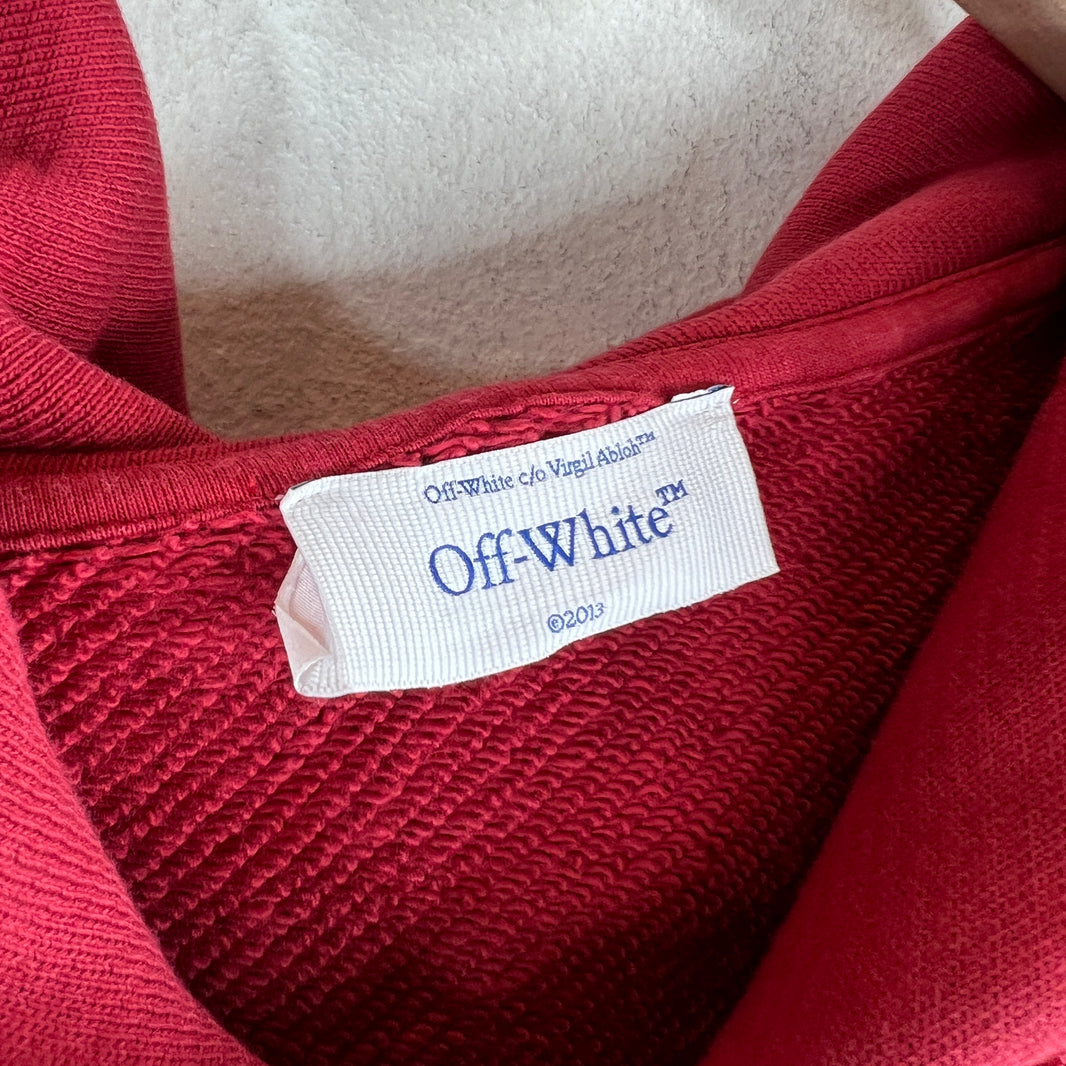 Off-White c/o Virgil Abloh™
Off-White™
©2013